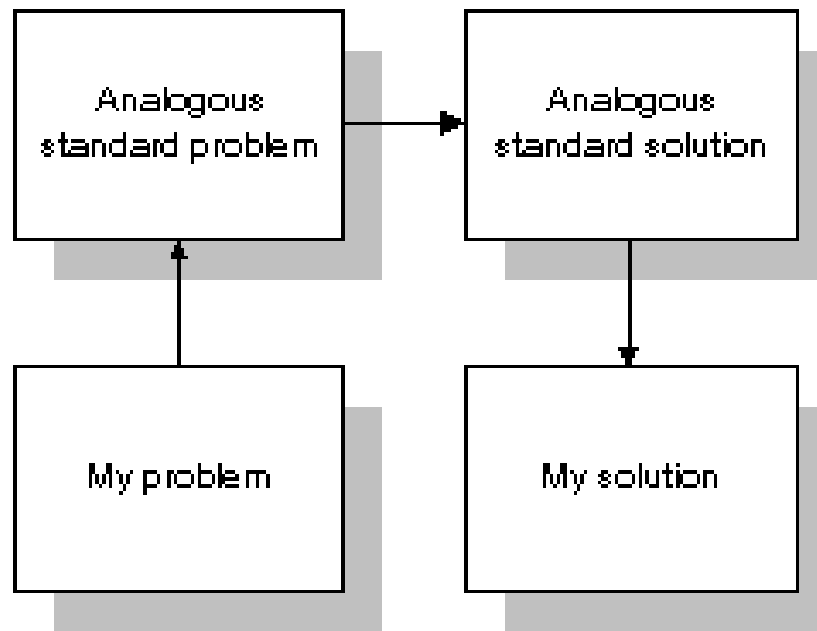 Analogous
standard problem
Analogous
standard solution
My problem
My solution